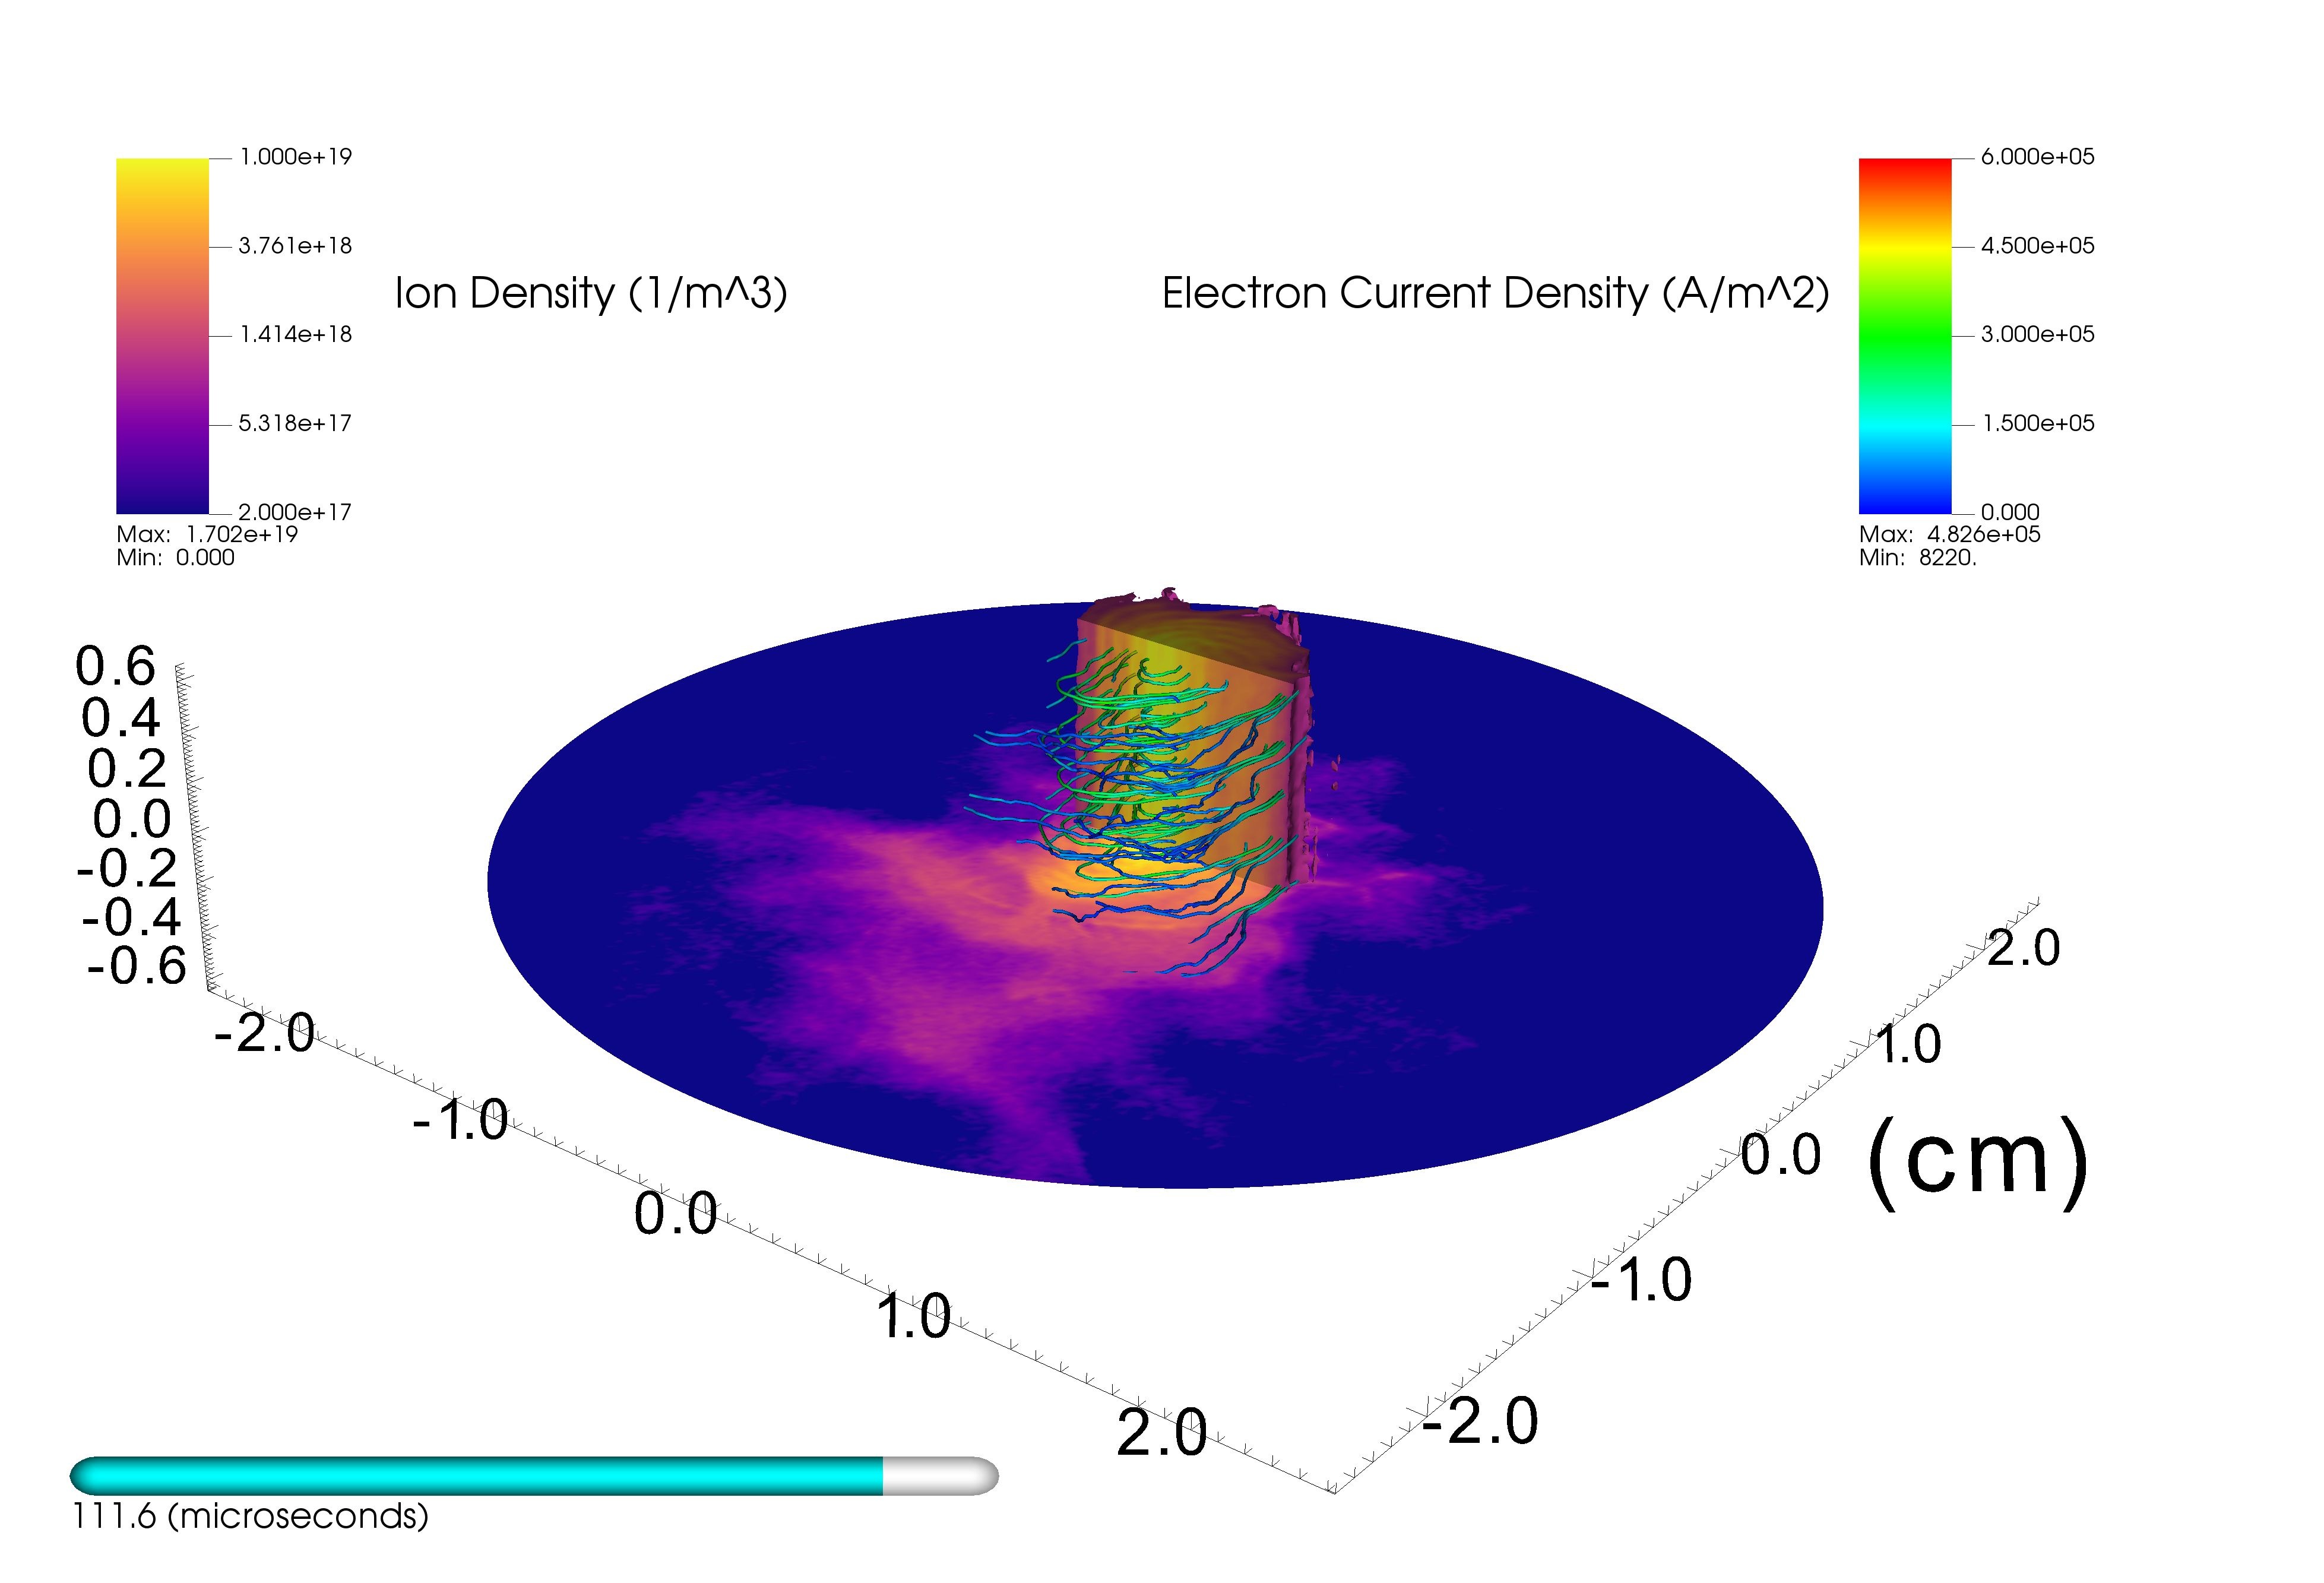 1.000e+19
3.761e+18
1.414e+18
5.318e+17
2.000e+17
Max: 1.702e+19
Min: 0.000
Ion Density (1/m^3)
Electron Current Density (A/m^2)
6.000e+05
4.500e+05
3.000e+05
1.500e+05
0.000
Max: 4.826e+05
Min: 8220.
0.6
0.4
0.2
0.0
-0.2
-0.4
-0.6
-2.0
-1.0
0.0
1.0
2.0
2.0
1.0
0.0
-1.0
-2.0
(cm)
111.6 (microseconds)